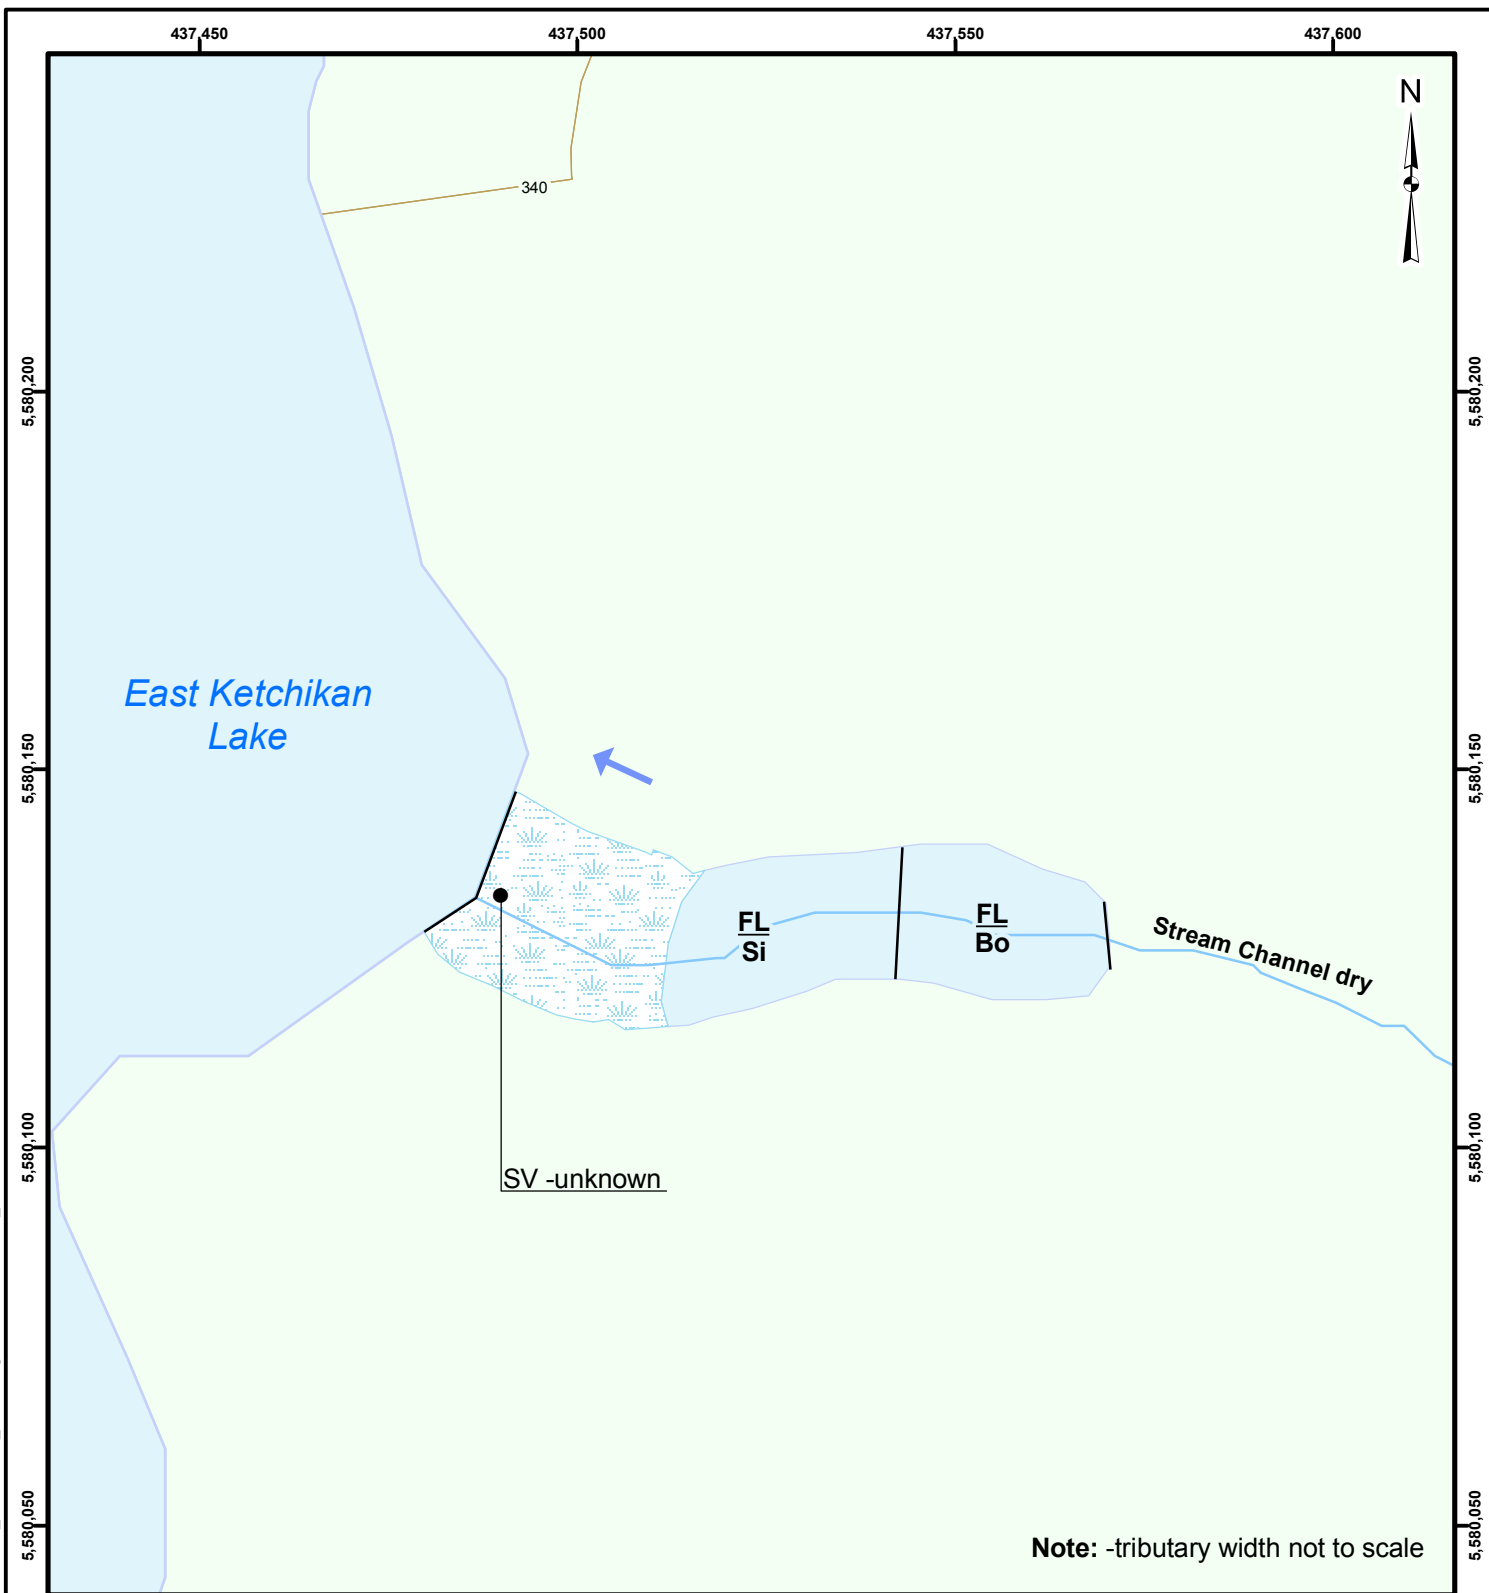 437,450
437,500
437,550
437,600
N
340
5,580,200
5,580,200
East Ketchikan
Lake
5,580,150
5,580,150
FL
Si
FL
Bo
Stream Channel dry
5,580,100
5,580,100
SV -unknown
5,580,050
5,580,050
Note: -tributary width not to scale